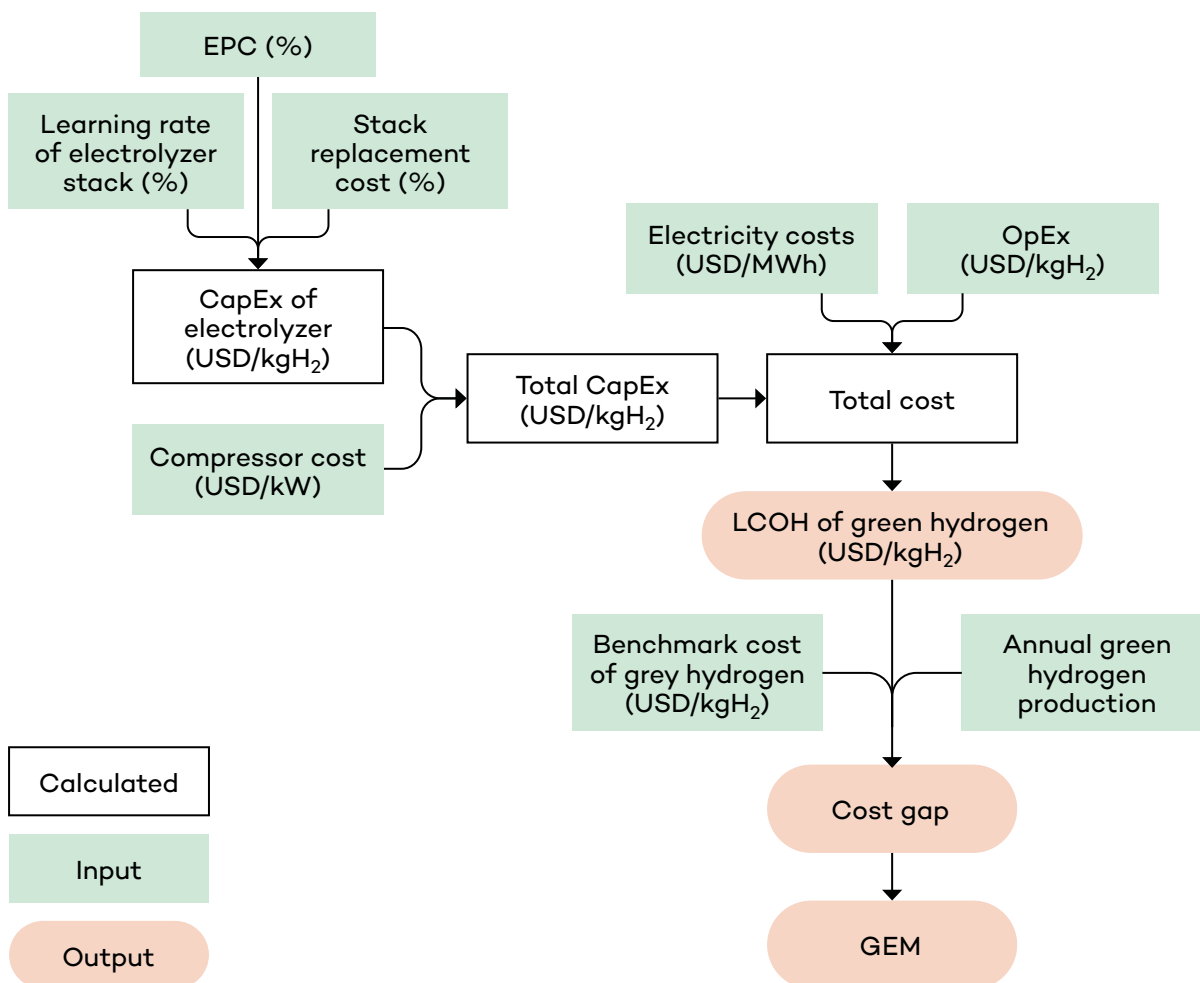 EPC (%)
Learning rate
of electrolyzer
stack (%)
Stack
replacement
cost (%)
Electricity costs
(USD/MWh)
OpEx
(USD/kgH₂)
CapEx of
electrolyzer
(USD/kgH₂)
Total CapEx
(USD/kgH₂)
Total cost
Compressor cost
(USD/kW)
LCOH of green hydrogen
(USD/kgH₂)
Benchmark cost
of grey hydrogen
(USD/kgH₂)
Annual green
hydrogen
production
Calculated
Cost gap
Input
GEM
Output